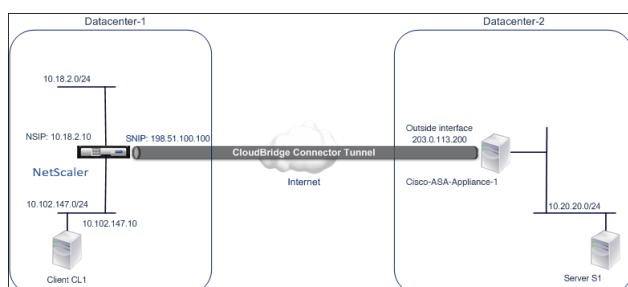 Datacenter-1
Datacenter-2
10.18.2.0/24
NSIP: 10.18.2.10
SNIP: 198.51.100.100
NetScaler
CloudBridge Connector Tunnel
Internet
Outside interface
203.0.113.200
Cisco-ASA-Appliance-1
10.102.147.0/24
10.102.147.10
Client CL1
10.20.20.0/24
Server S1